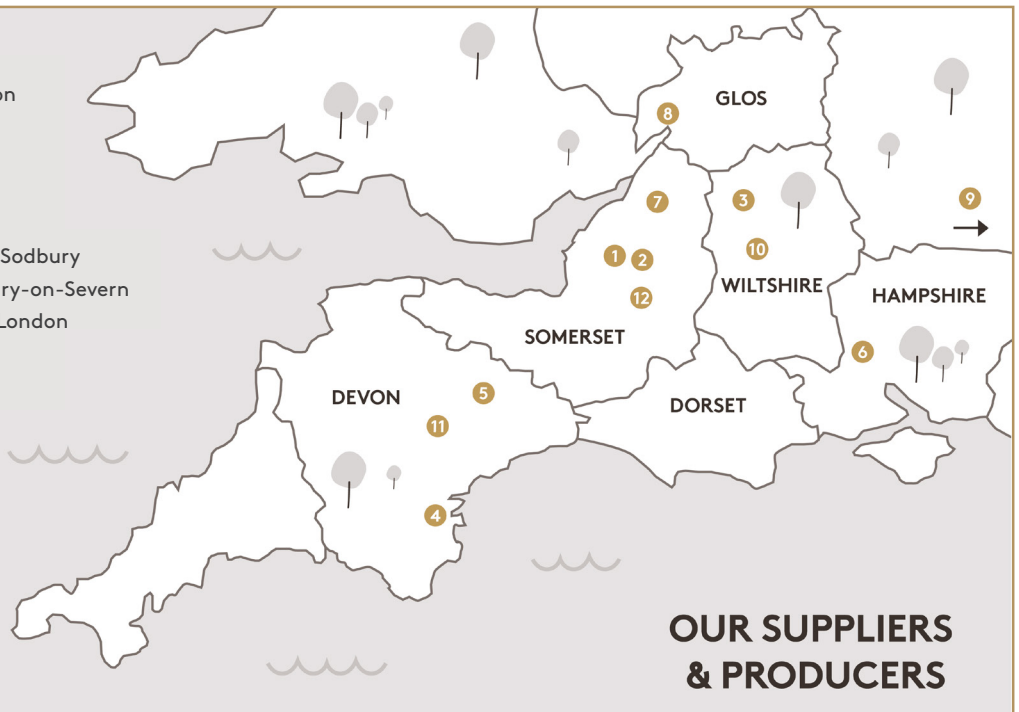 on
Sodbury
ry-on-Severn
London
GLOS
8
7
3
9
1
2
10
12
WILTSHIRE
HAMPSHIRE
SOMERSET
6
DEVON
5
DORSET
11
4
OUR SUPPLIERS
& PRODUCERS